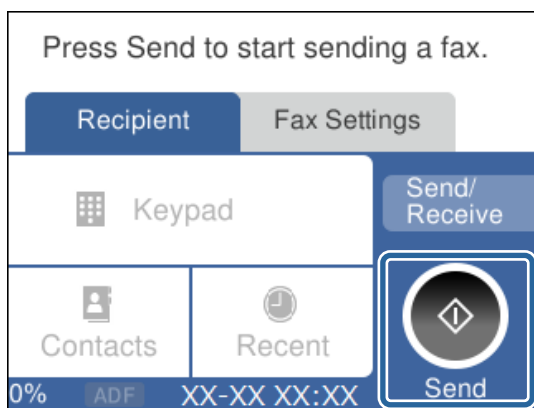 Press Send to start sending a fax.
Recipient
Fax Settings
Keypad
Send/
Receive
Contacts
Recent
Send
0%
ADF
XX-XX XX:XX